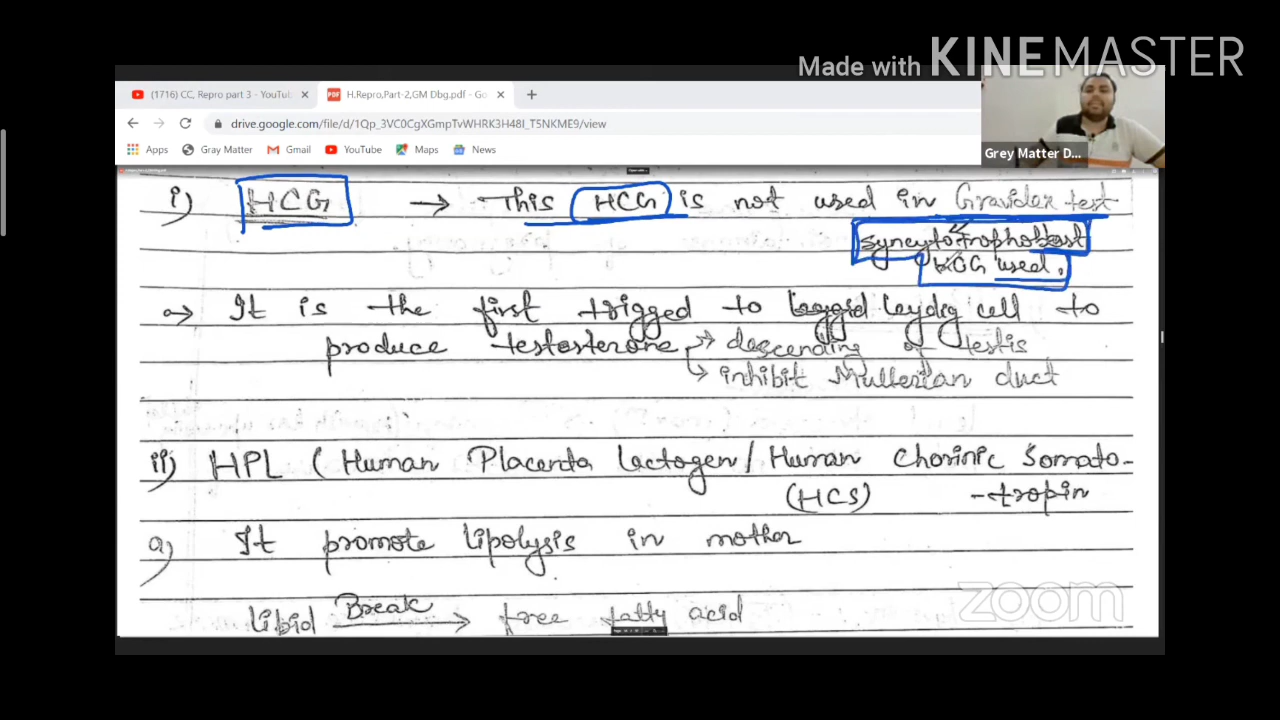 Made with KINEMASTER
(1716) CC, Repro part 3 - YouTu
H.Repro,Part-2,GM Dbg.pdf - Go
drive.google.com/file/d/1Qp_3VC0CgXGmpTvWHRK3H48I_T5NKME9/view
Apps Gray Matter Gmail YouTube Maps News
Grey Matter D...
i) HCG → This HCG is not used in Gravidex test
syncytotrophoblast
HCG used.
a) It is the first trigged to leydig cell to
produce testosterone → descending of testis
→ inhibit Mullerian duct
ii) HPL (Human Placenta lactogen / Human Chorinic Somato-
(HCS) -tropin
a) It promote lipolysis in mother
lipid Break → free fatty acid
zoom